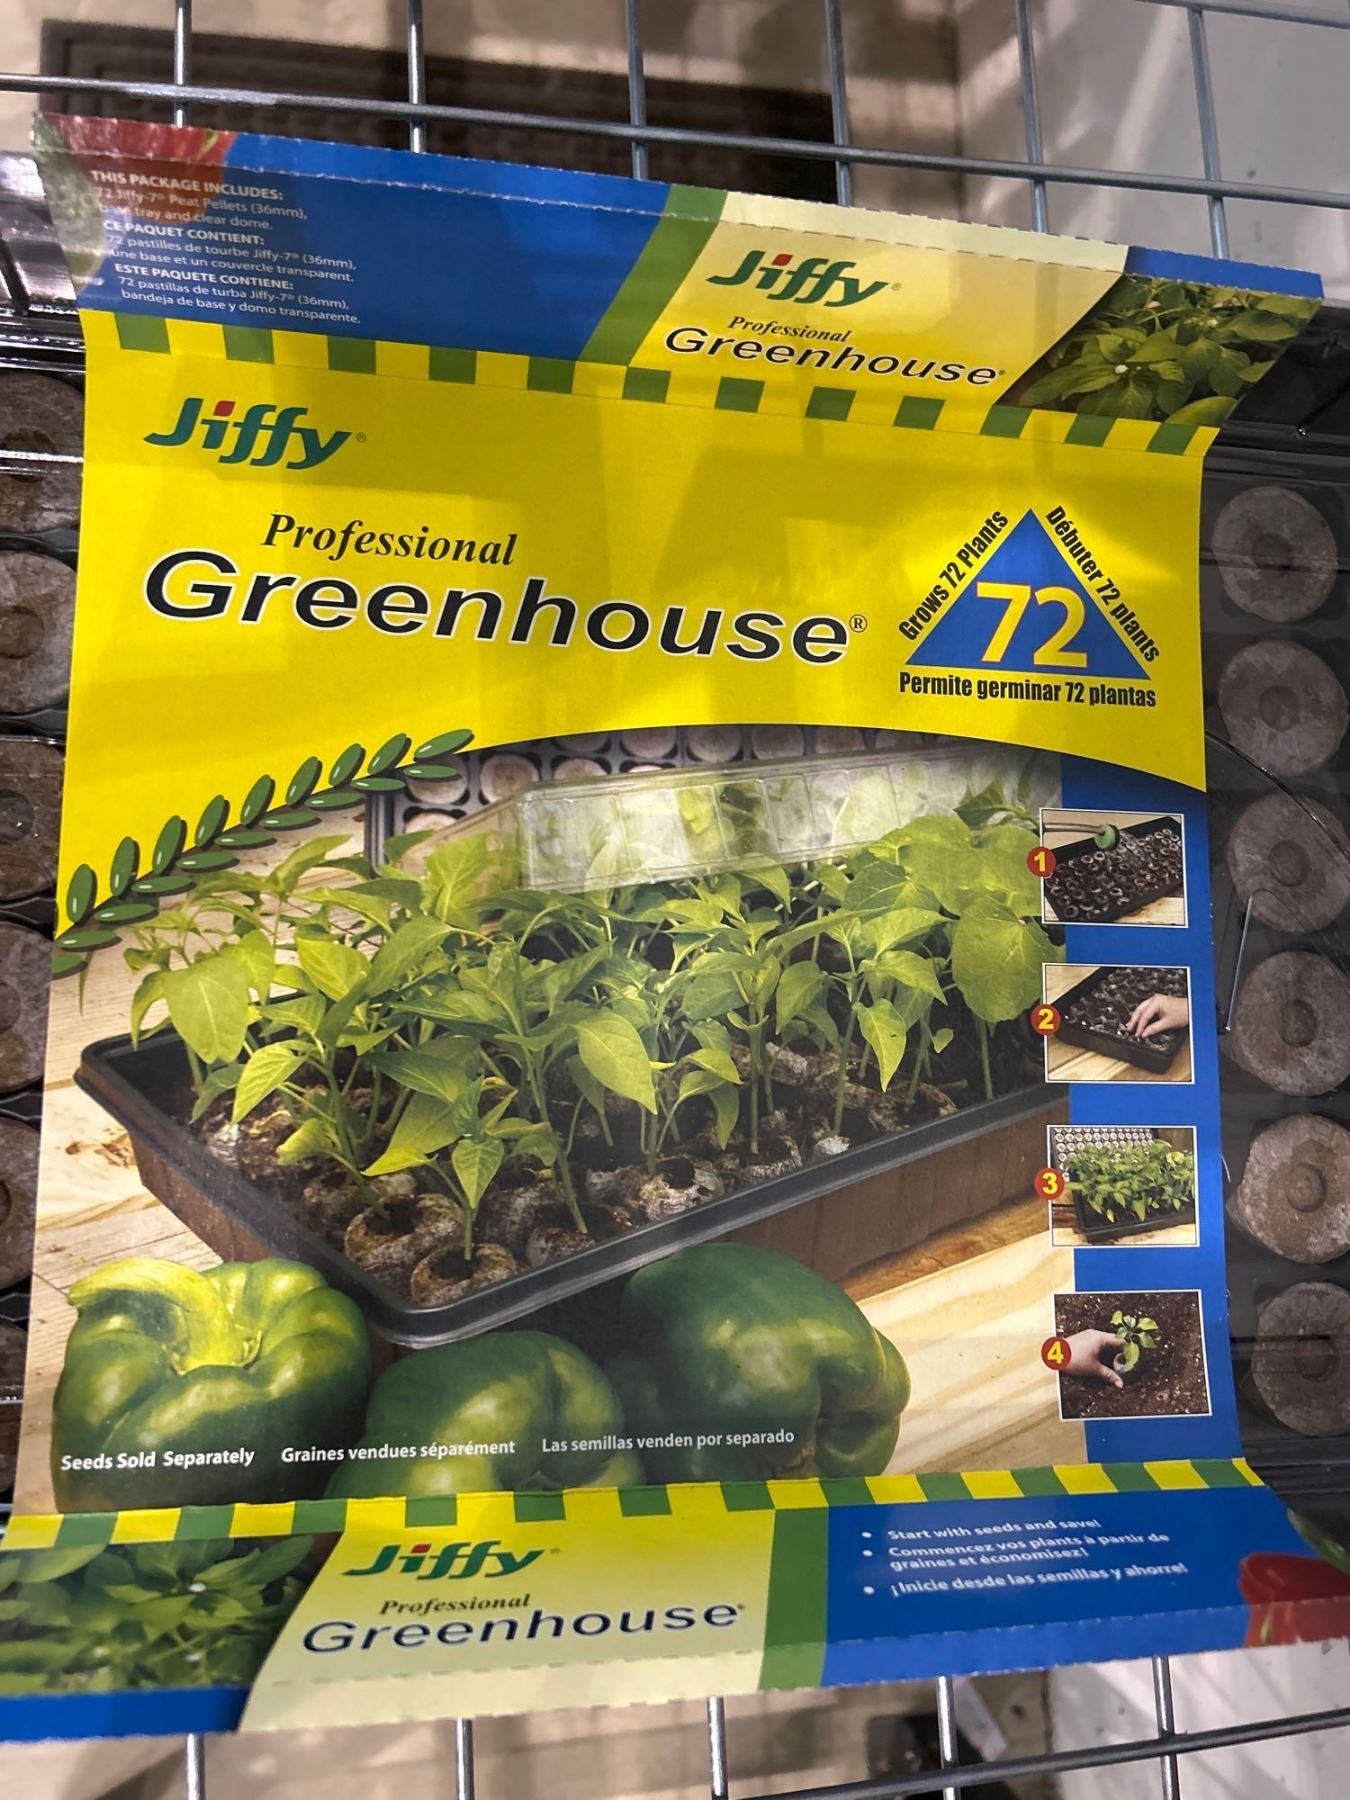 THIS PACKAGE INCLUDES:
72 Jiffy-7® Peat Pellets (36mm),
base tray and clear dome.
CE PAQUET CONTIENT:
72 pastilles de tourbe Jiffy-7® (36mm),
une base et un couvercle transparent.
ESTE PAQUETE CONTIENE:
72 pastillas de turba Jiffy-7® (36mm),
bandeja de base y domo transparente.
Jiffy®
Professional
Greenhouse®
Jiffy®
Professional
Greenhouse®
Grows 72 Plants
Débuter 72 plants
72
Permite germinar 72 plantas
1
2
3
4
Seeds Sold Separately Graines vendues séparément Las semillas venden por separado
Jiffy®
Professional
Greenhouse®
• Start with seeds and save!
• Commencez vos plants à partir de
graines et économisez!
• ¡Inicie desde las semillas y ahorre!